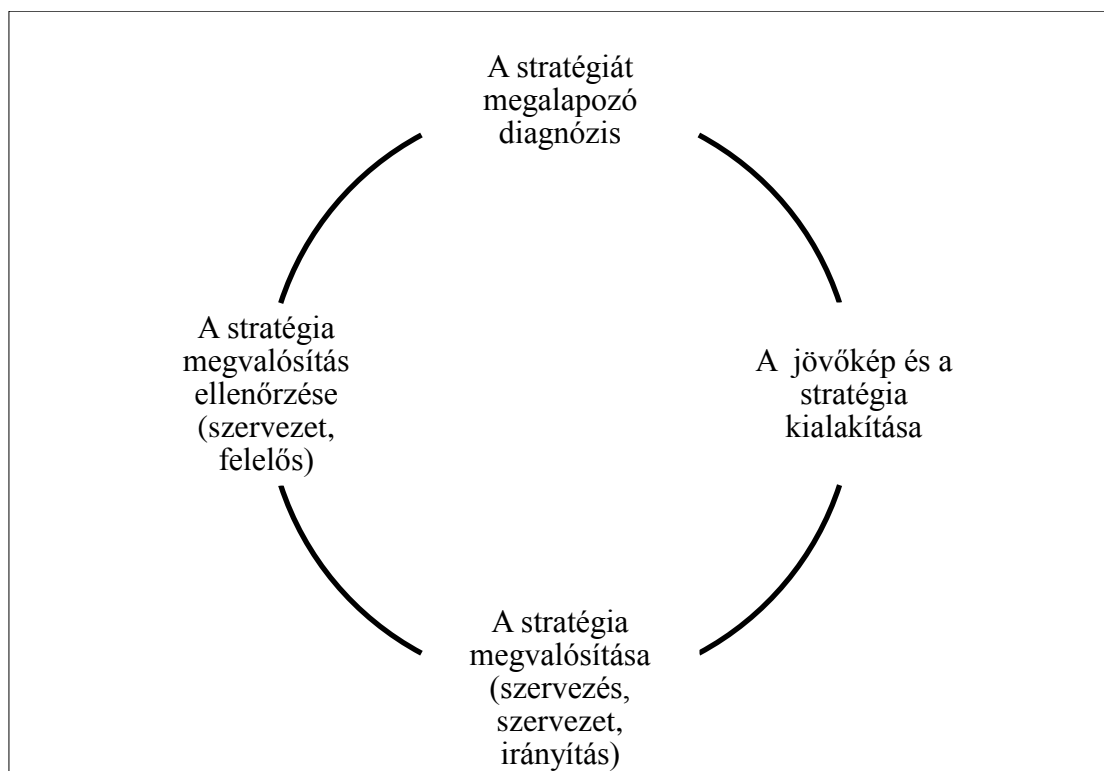 A stratégiát
megalapozó
diagnózis
A jövőkép és a
stratégia
kialakítása
A stratégia
megvalósítása
(szervezés,
szervezet,
irányítás)
A stratégia
megvalósítás
ellenőrzése
(szervezet,
felelős)